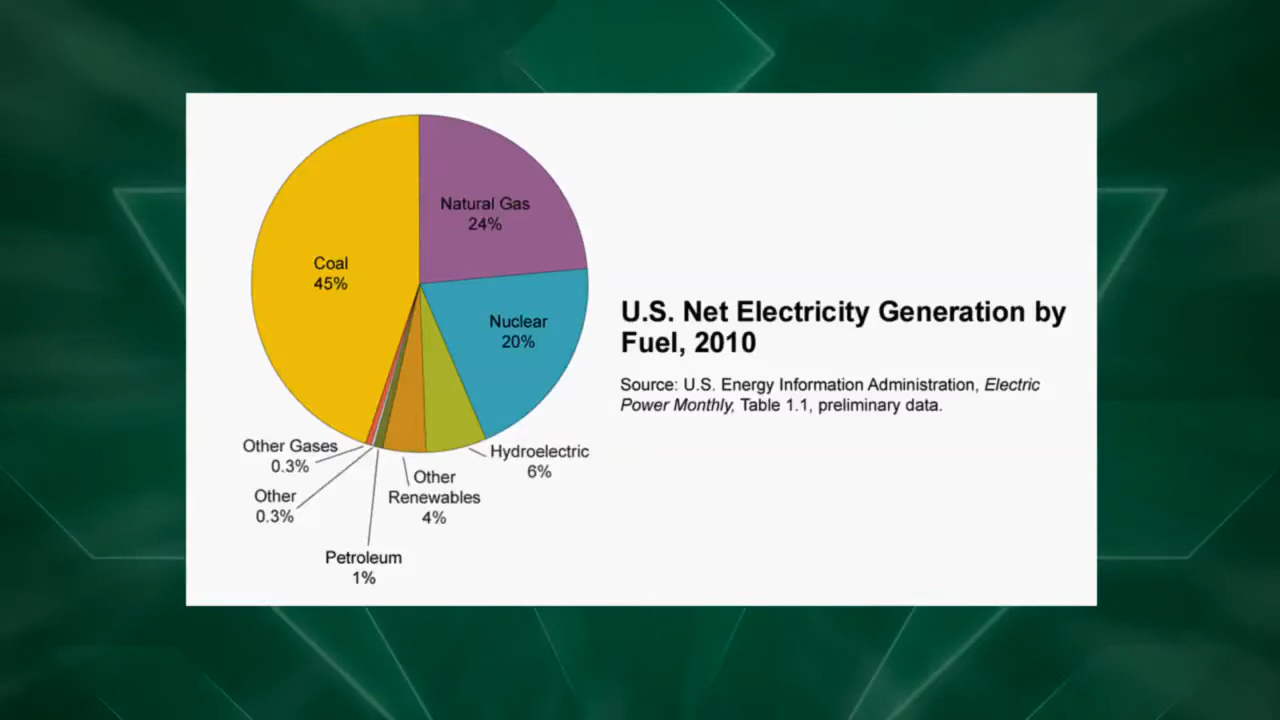 Natural Gas
24%
Coal
45%
Nuclear
20%
U.S. Net Electricity Generation by
Fuel, 2010
Source: U.S. Energy Information Administration, Electric
Power Monthly, Table 1.1, preliminary data.
Other Gases
0.3%
Hydroelectric
6%
Other
Renewables
4%
Other
0.3%
Petroleum
1%